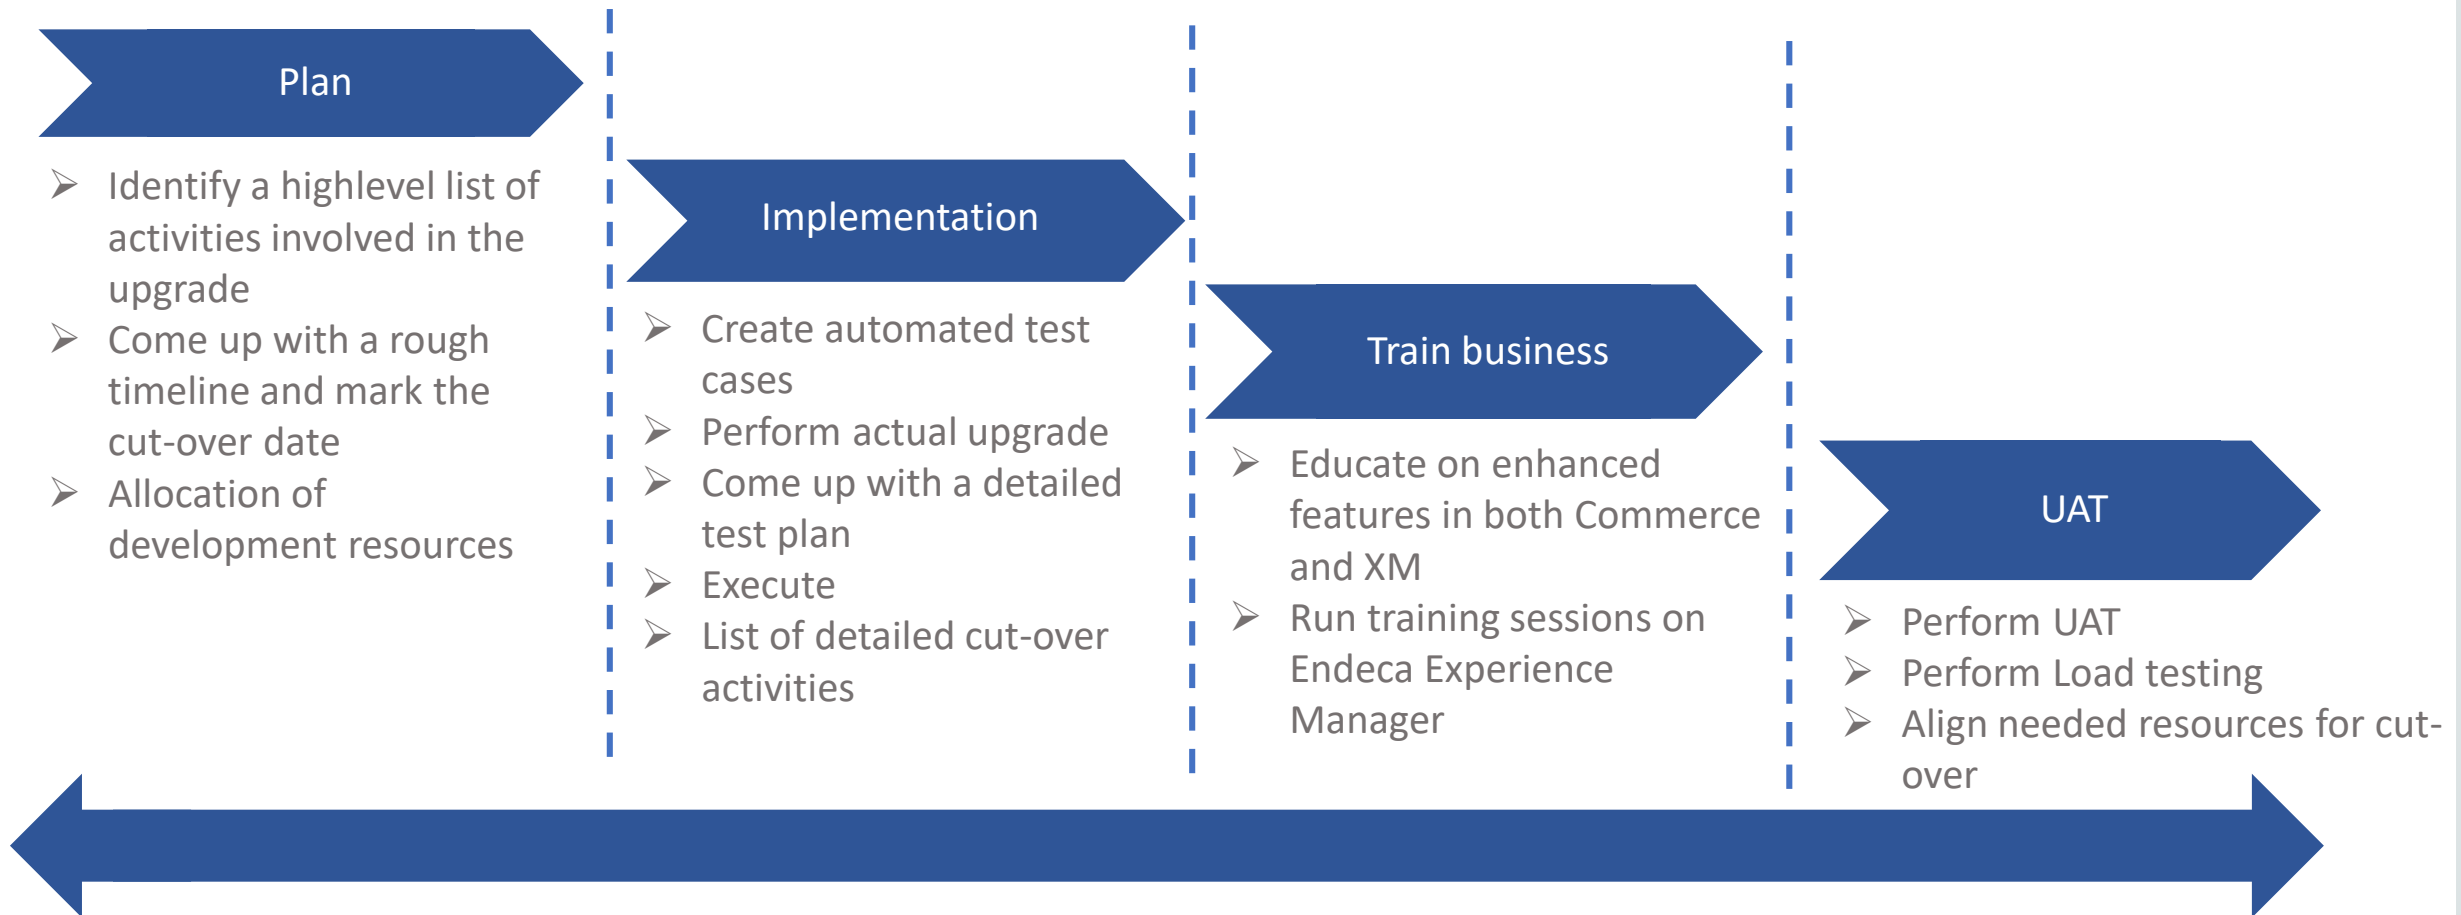 Plan
Identify a highlevel list of
activities involved in the
upgrade
Come up with a rough
timeline and mark the
cut-over date
Allocation of
development resources
Implementation
Create automated test
cases
Perform actual upgrade
Come up with a detailed
test plan
Execute
List of detailed cut-over
activities
Train business
Educate on enhanced
features in both Commerce
and XM
Run training sessions on
Endeca Experience
Manager
UAT
Perform UAT
Perform Load testing
Align needed resources for cut-
over